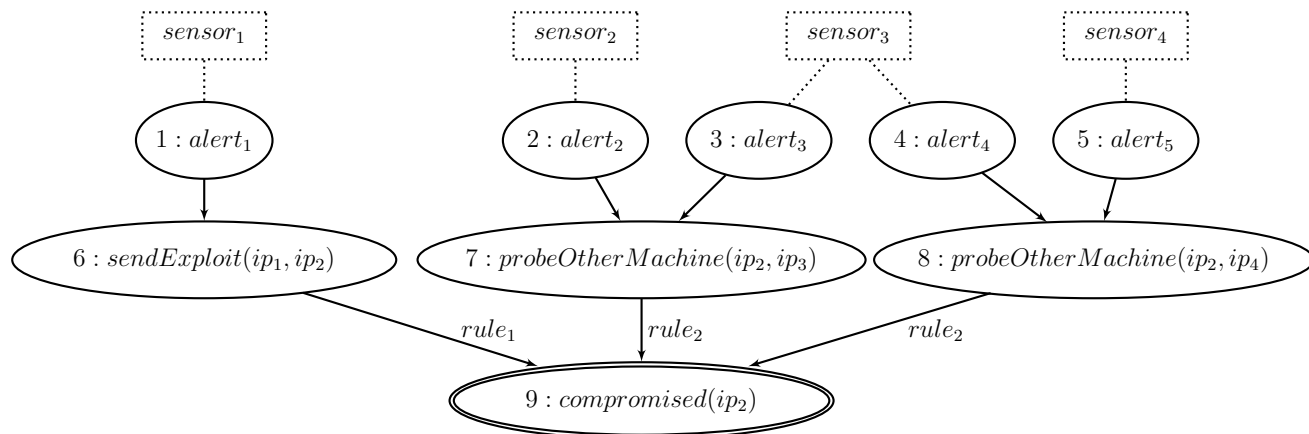 sensor₁ sensor₂ sensor₃ sensor₄
1 : alert₁ 2 : alert₂ 3 : alert₃ 4 : alert₄ 5 : alert₅
6 : sendExploit(ip₁, ip₂) 7 : probeOtherMachine(ip₂, ip₃) 8 : probeOtherMachine(ip₂, ip₄)
rule₁ rule₂ rule₂
9 : compromised(ip₂)